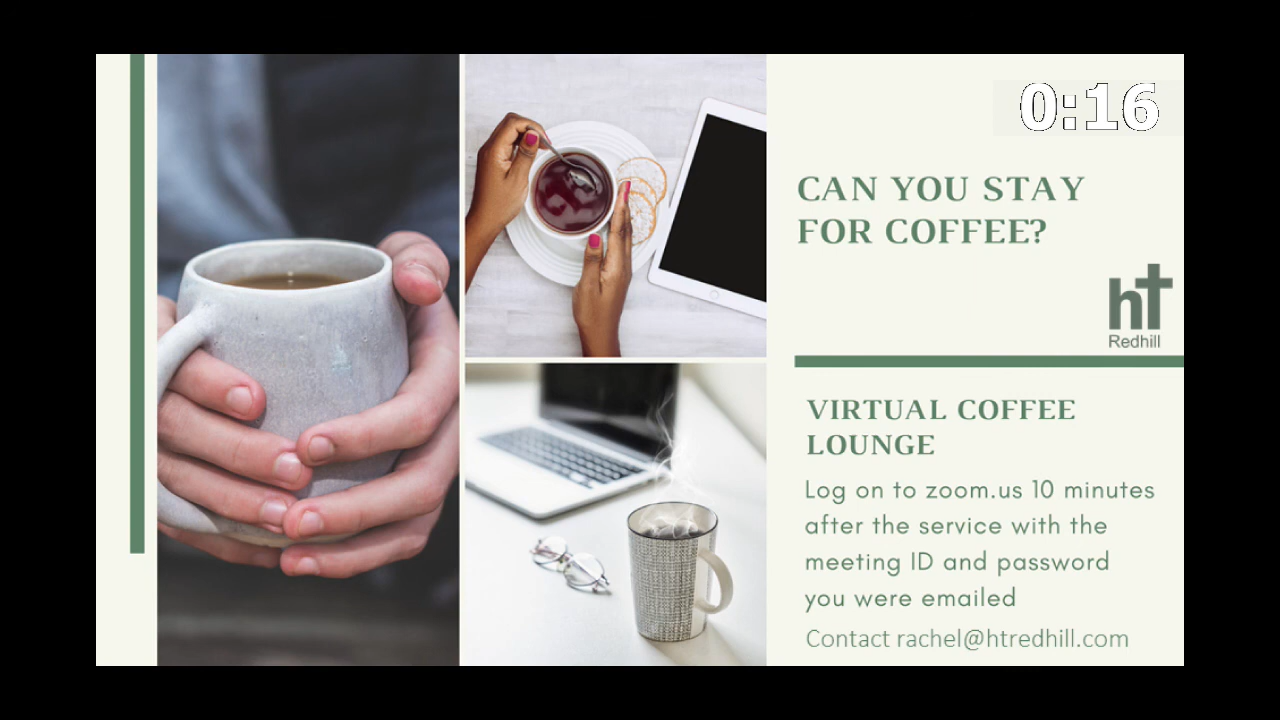 0:16
CAN YOU STAY
FOR COFFEE?
ht
Redhill
VIRTUAL COFFEE
LOUNGE
Log on to zoom.us 10 minutes
after the service with the
meeting ID and password
you were emailed
Contact rachel@htredhill.com